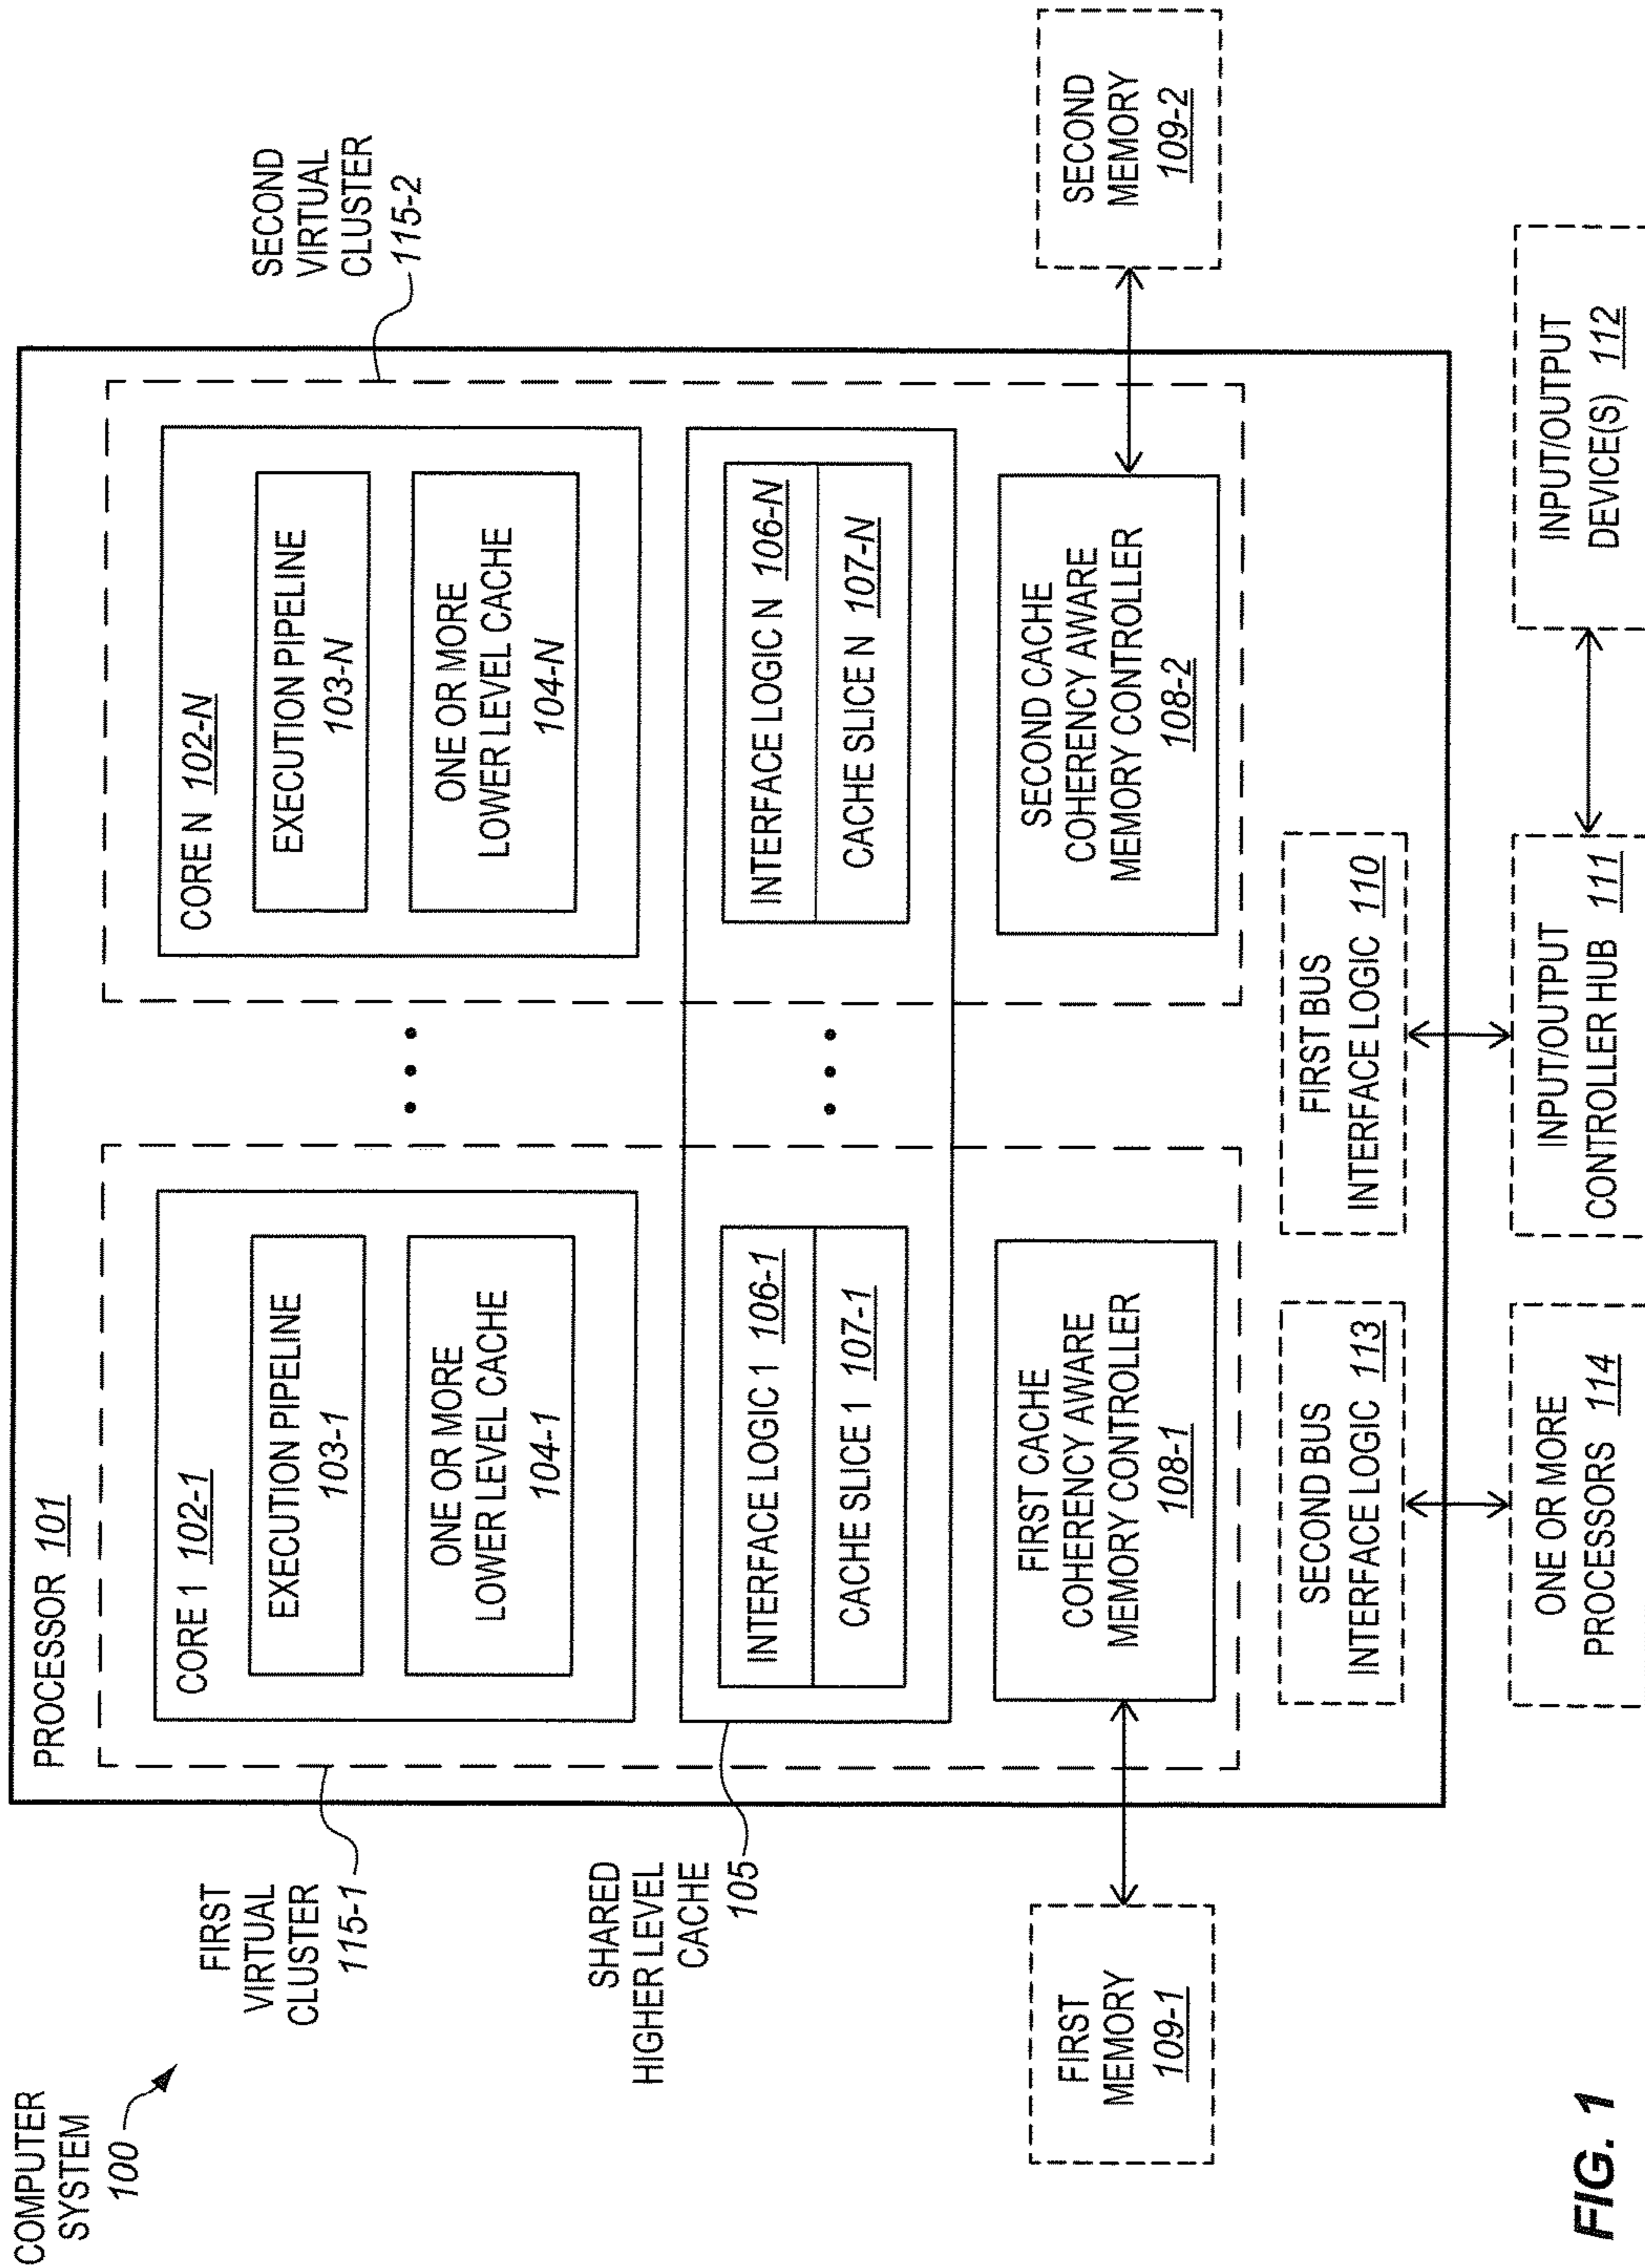 COMPUTER
SYSTEM
100
PROCESSOR 101
FIRST
VIRTUAL
CLUSTER
115-1
CORE 1 102-1
EXECUTION PIPELINE
103-1
ONE OR MORE
LOWER LEVEL CACHE
104-1
CORE N 102-N
EXECUTION PIPELINE
103-N
ONE OR MORE
LOWER LEVEL CACHE
104-N
SECOND
VIRTUAL
CLUSTER
115-2
SHARED
HIGHER LEVEL
CACHE
105
INTERFACE LOGIC 1 106-1
CACHE SLICE 1 107-1
INTERFACE LOGIC N 106-N
CACHE SLICE N 107-N
FIRST
MEMORY
109-1
FIRST CACHE
COHERENCY AWARE
MEMORY CONTROLLER
108-1
SECOND CACHE
COHERENCY AWARE
MEMORY CONTROLLER
108-2
SECOND
MEMORY
109-2
SECOND BUS
INTERFACE LOGIC 113
FIRST BUS
INTERFACE LOGIC 110
ONE OR MORE
PROCESSORS 114
INPUT/OUTPUT
CONTROLLER HUB 111
INPUT/OUTPUT
DEVICE(S) 112
FIG. 1